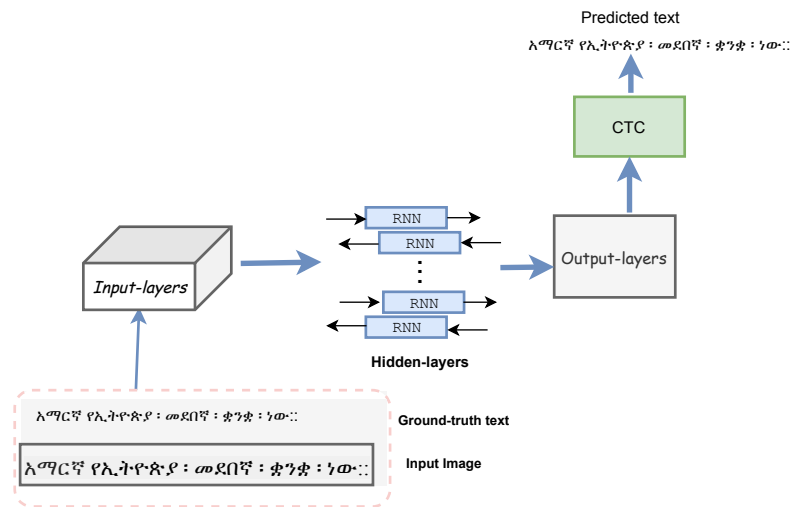 Predicted text
አማርኛ የኢትዮጵያ ፡ መደበኛ ፡ ቋንቋ ፡ ነው::
CTC
RNN
RNN
RNN
RNN
Input-layers
Output-layers
Hidden-layers
አማርኛ የኢትዮጵያ ፡ መደበኛ ፡ ቋንቋ ፡ ነው::
Ground-truth text
አማርኛ የኢትዮጵያ ፡ መደበኛ ፡ ቋንቋ ፡ ነው::
Input Image